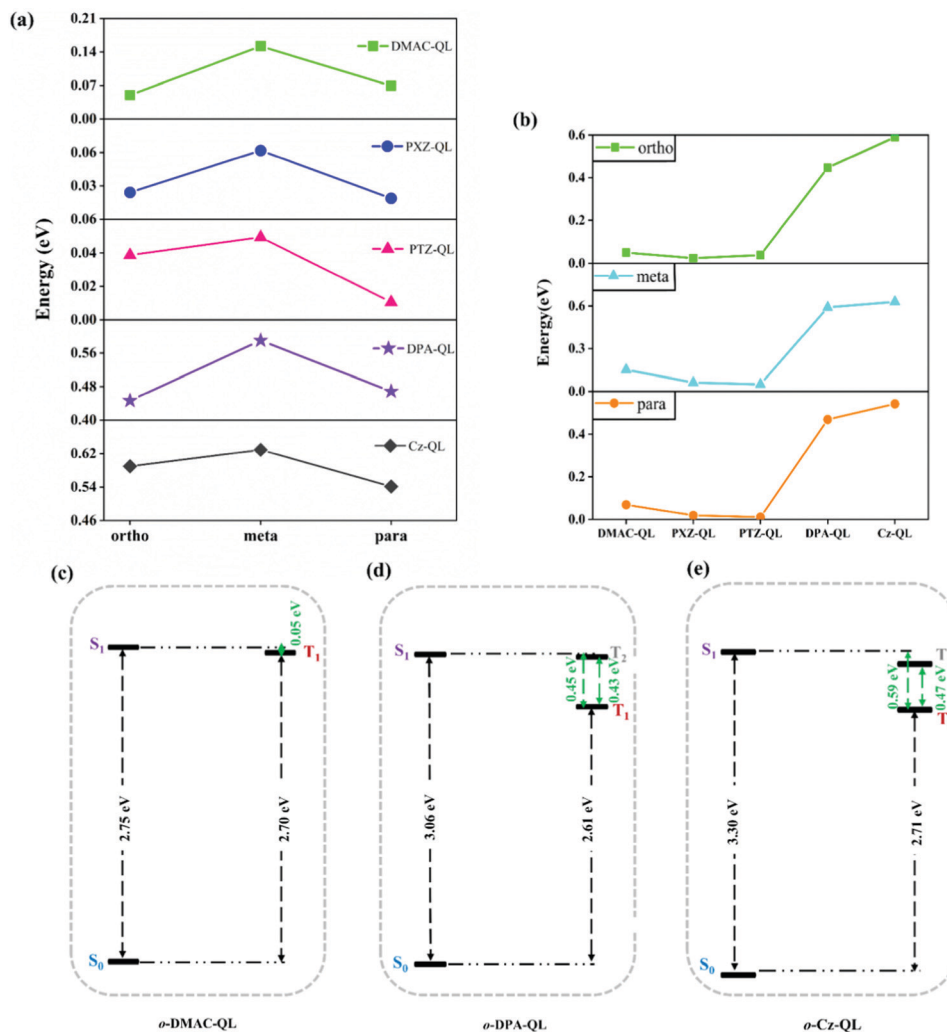 (a)
0.21
0.14
0.07
0.00
DMAC-QL
0.06
0.03
PXZ-QL
0.06
0.04
0.02
0.00
PTZ-QL
0.56
0.48
0.40
DPA-QL
0.62
0.54
0.46
Cz-QL
Energy (eV)
ortho meta para
(b)
0.6
0.3
0.0
ortho
0.6
0.3
0.0
meta
0.4
0.2
0.0
para
Energy(eV)
DMAC-QL PXZ-QL PTZ-QL DPA-QL Cz-QL
(c)
S1
T1
0.05 eV
2.75 eV
2.70 eV
S0
o-DMAC-QL
(d)
S1
T2
0.45 eV
0.43 eV
T1
3.06 eV
2.61 eV
S0
o-DPA-QL
(e)
S1
T
0.59 eV
0.47 eV
T
3.30 eV
2.71 eV
S0
o-Cz-QL